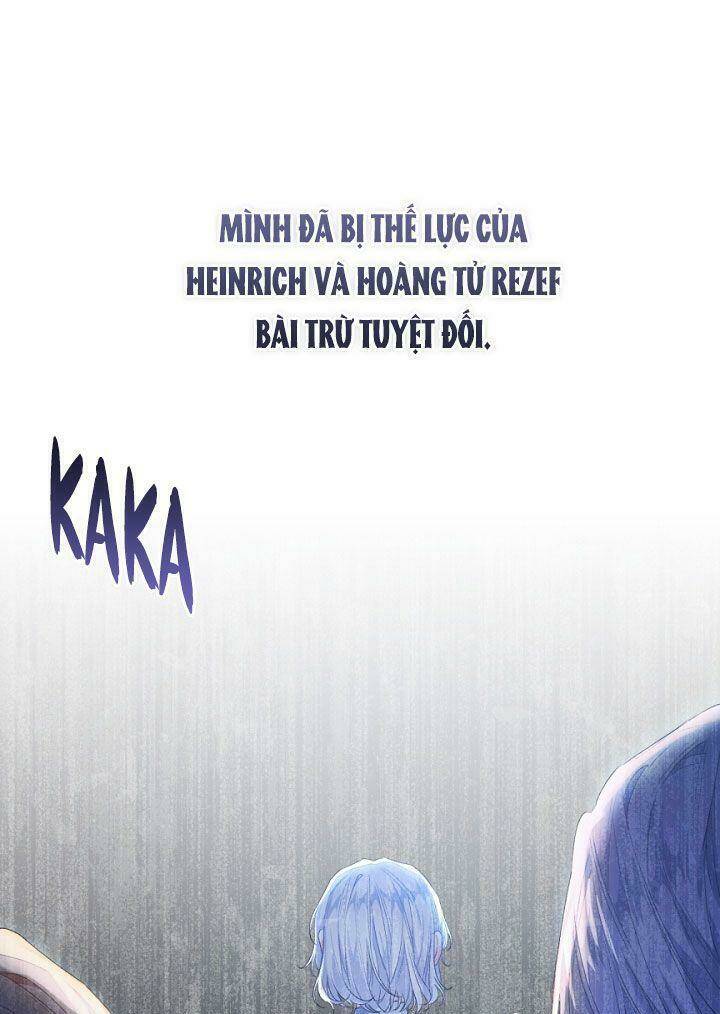 MÌNH ĐÃ BỊ THẾ LỰC CỦA
HEINRICH VÀ HOÀNG TỬ REZEF
BÀI TRỪ TUYỆT ĐỐI.
KAKA